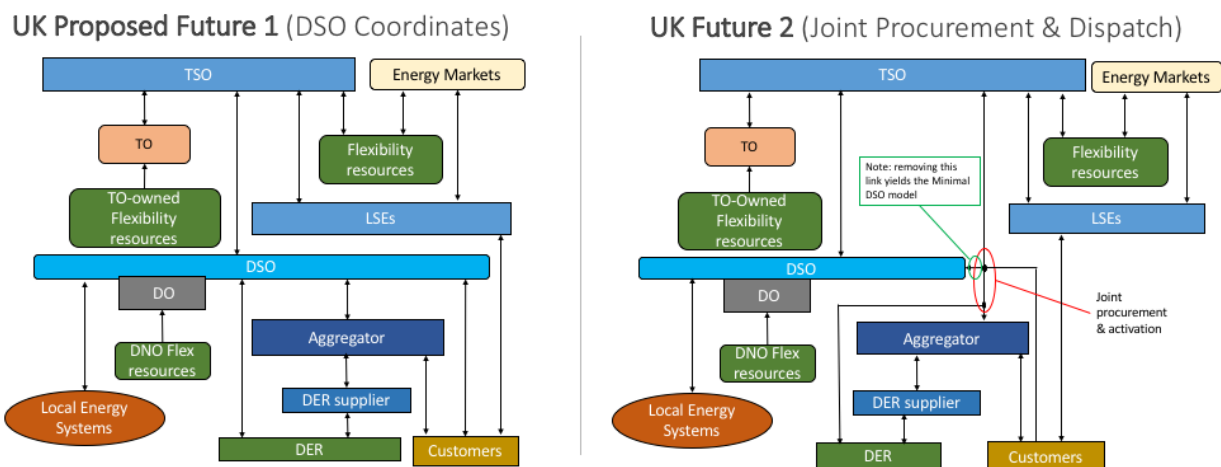 UK Proposed Future 1 (DSO Coordinates)
TSO
Energy Markets
TO
Flexibility
resources
TO-owned
Flexibility
resources
LSEs
DSO
DO
Aggregator
DNO Flex
resources
DER supplier
Local Energy
Systems
DER
Customers
UK Future 2 (Joint Procurement & Dispatch)
TSO
Energy Markets
TO
Note: removing this
link yields the Minimal
DSO model
Flexibility
resources
TO-Owned
Flexibility
resources
LSEs
DSO
DO
Joint
procurement
& activation
Aggregator
DNO Flex
resources
DER supplier
Local Energy
Systems
DER
Customers